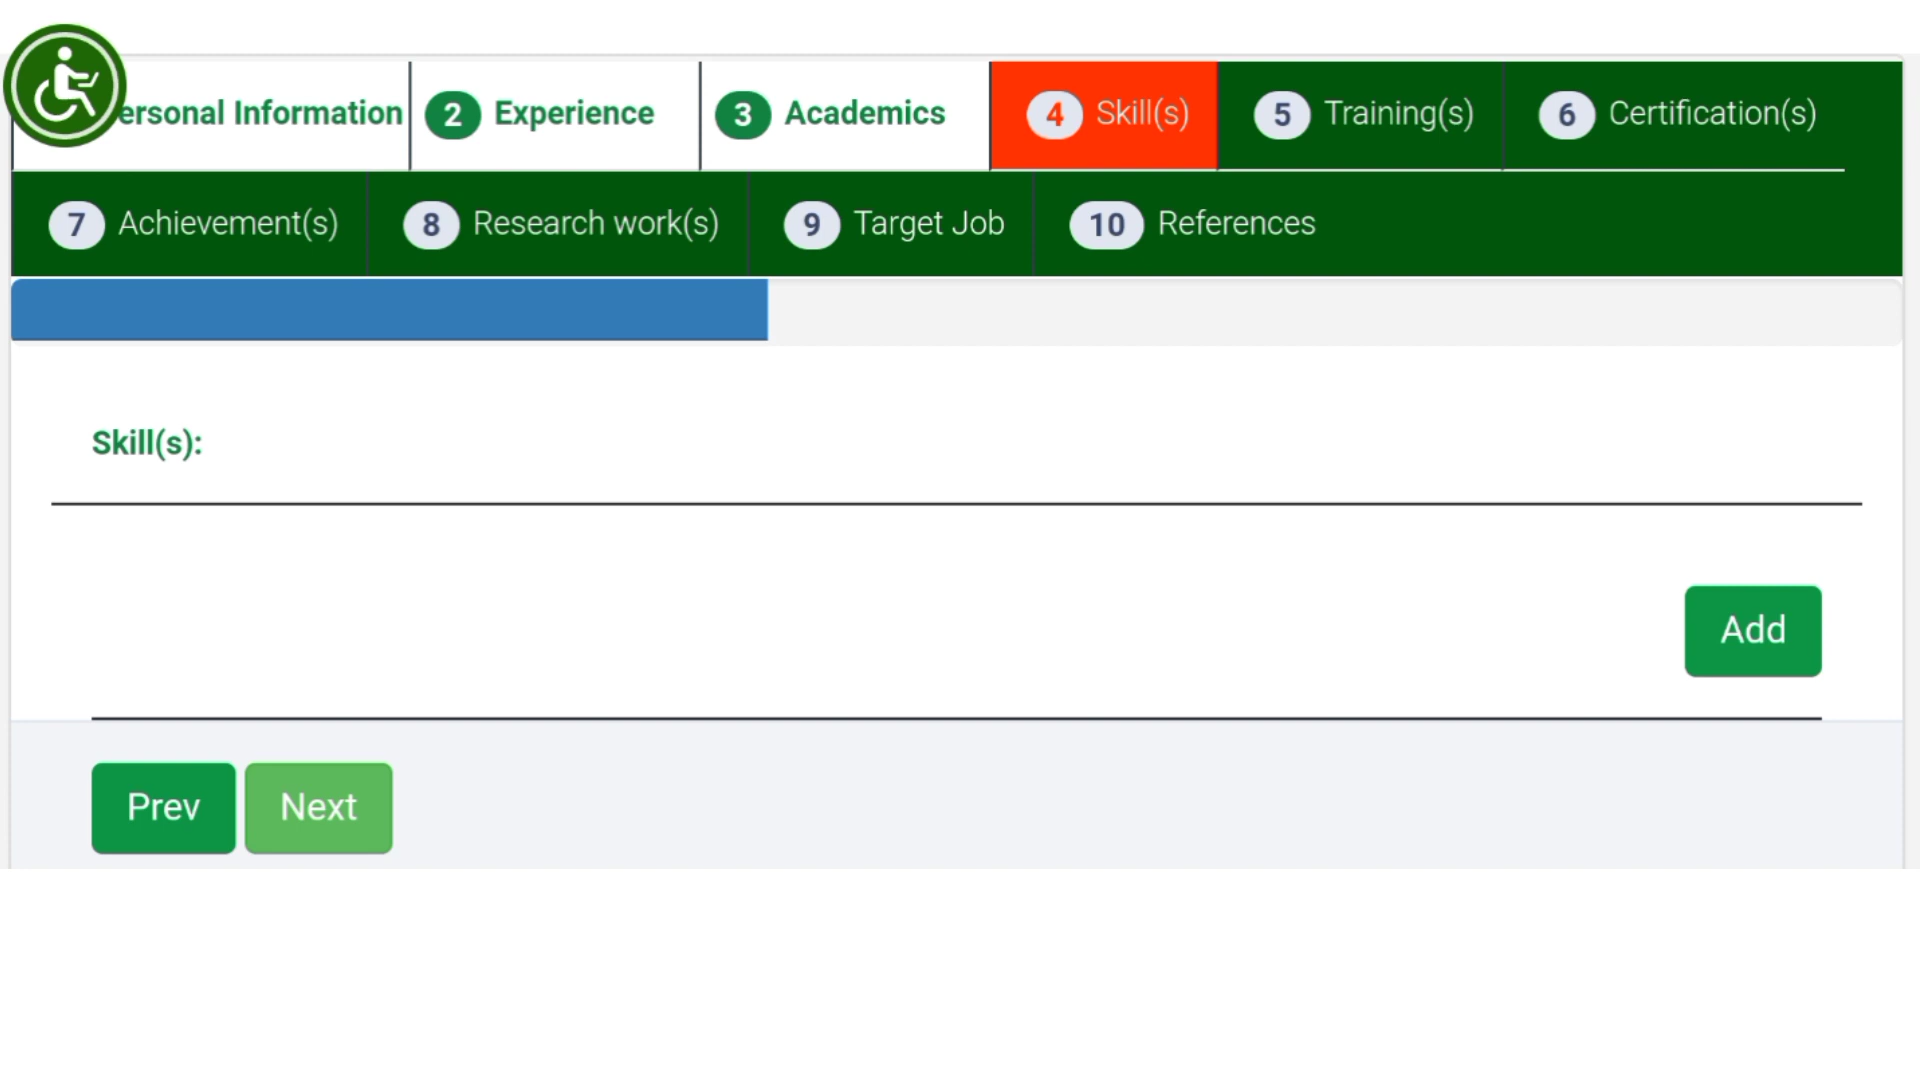 ersonal Information 2 Experience 3 Academics 4 Skill(s) 5 Training(s) 6 Certification(s)
7 Achievement(s) 8 Research work(s) 9 Target Job 10 References
Skill(s):
Add
Prev Next